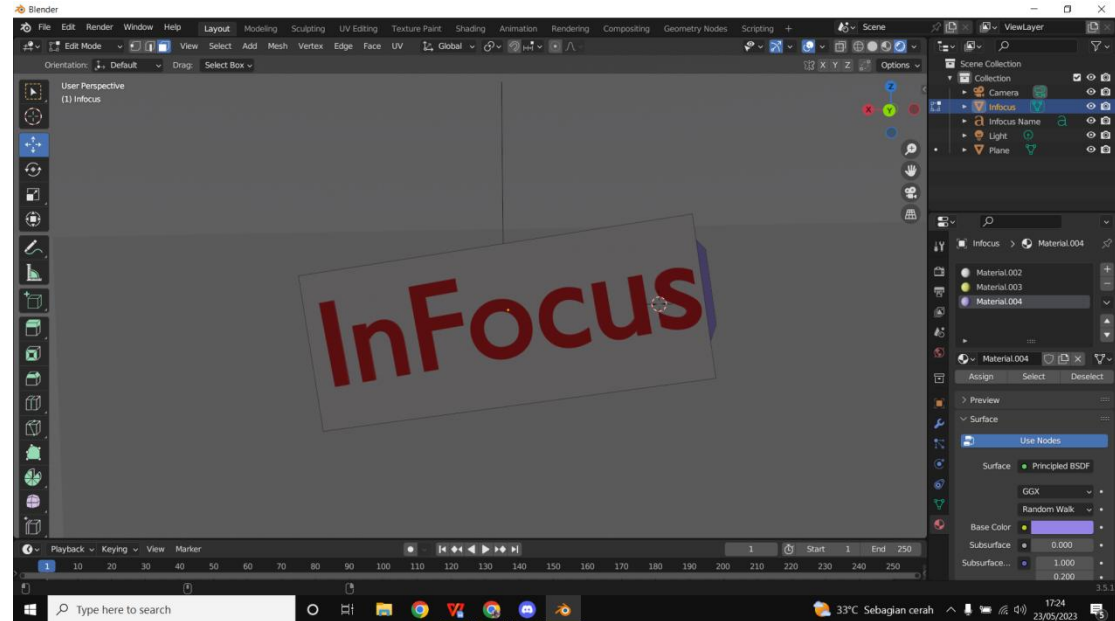 Blender
File Edit Render Window Help Layout Modeling Sculpting UV Editing Texture Paint Shading Animation Rendering Compositing Geometry Nodes Scripting + Scene ViewLayer
Edit Mode View Select Add Mesh Vertex Edge Face UV Global
Orientation: Default Drag: Select Box X Y Z Options
User Perspective
(1) Infocus
Z
X
Y
InFocus
Scene Collection
Collection
Camera
Infocus
Infocus Name
Light
Plane
Infocus > Material.004
Material.002
Material.003
Material.004
Material.004
Assign Select Deselect
Preview
Surface
Use Nodes
Surface Principled BSDF
GGX
Random Walk
Base Color
Subsurface 0.000
Subsurface... 1.000
0.200
Playback Keying View Marker 1 Start 1 End 250
1 10 20 30 40 50 60 70 80 90 100 110 120 130 140 150 160 170 180 190 200 210 220 230 240 250
3.5.1
Type here to search 33°C Sebagian cerah 17:24
23/05/2023 5